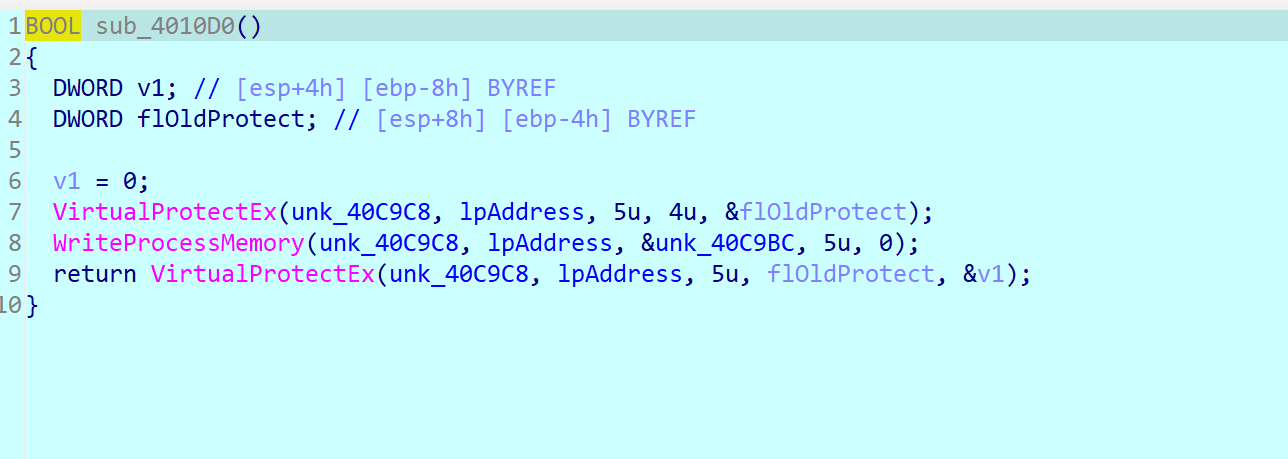 1 BOOL sub_4010D0()
2 {
3   DWORD v1; // [esp+4h] [ebp-8h] BYREF
4   DWORD flOldProtect; // [esp+8h] [ebp-4h] BYREF
5
6   v1 = 0;
7   VirtualProtectEx(unk_40C9C8, lpAddress, 5u, 4u, &flOldProtect);
8   WriteProcessMemory(unk_40C9C8, lpAddress, &unk_40C9BC, 5u, 0);
9   return VirtualProtectEx(unk_40C9C8, lpAddress, 5u, flOldProtect, &v1);
10 }